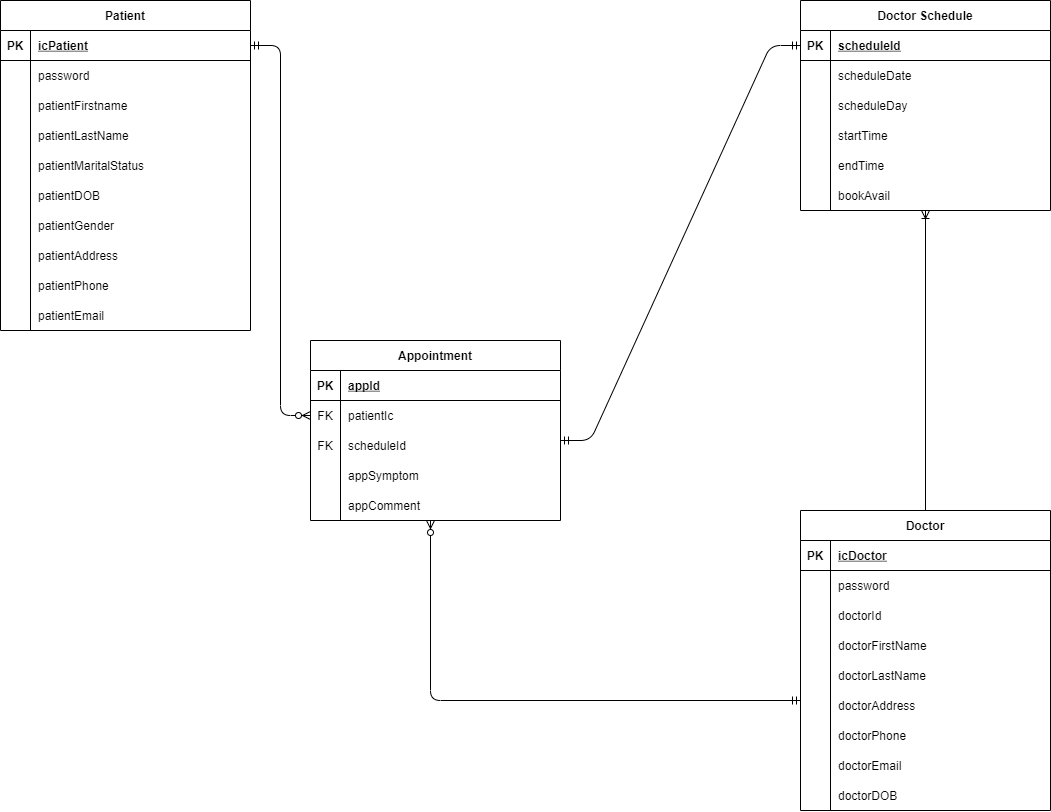 Patient
PK icPatient
password
patientFirstname
patientLastName
patientMaritalStatus
patientDOB
patientGender
patientAddress
patientPhone
patientEmail
Doctor Schedule
PK scheduleId
scheduleDate
scheduleDay
startTime
endTime
bookAvail
Appointment
PK appId
FK patientIc
FK scheduleId
appSymptom
appComment
Doctor
PK icDoctor
password
doctorId
doctorFirstName
doctorLastName
doctorAddress
doctorPhone
doctorEmail
doctorDOB